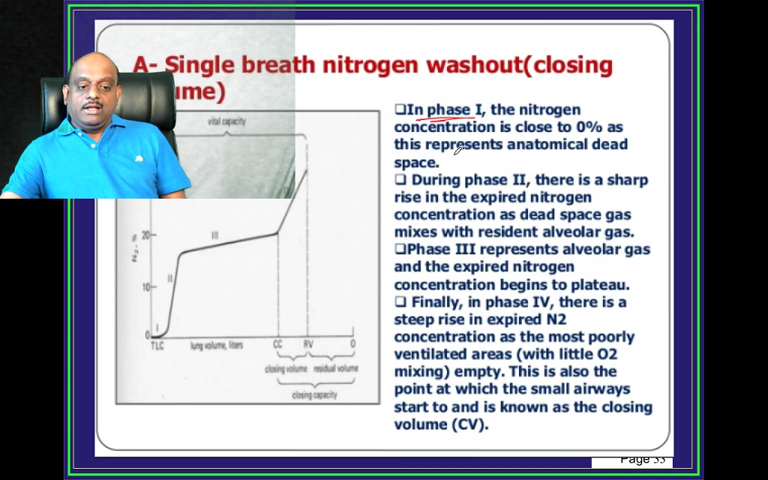 A- Single breath nitrogen washout(closing
ume)
vital capacity
N₂- %
20
10
0
I
II
III
TLC
lung volume, liters
CC
RV
0
closing volume
residual volume
closing capacity
❑In phase I, the nitrogen
concentration is close to 0% as
this represents anatomical dead
space.
❑ During phase II, there is a sharp
rise in the expired nitrogen
concentration as dead space gas
mixes with resident alveolar gas.
❑Phase III represents alveolar gas
and the expired nitrogen
concentration begins to plateau.
❑ Finally, in phase IV, there is a
steep rise in expired N2
concentration as the most poorly
ventilated areas (with little O2
mixing) empty. This is also the
point at which the small airways
start to and is known as the closing
volume (CV).
Page 33